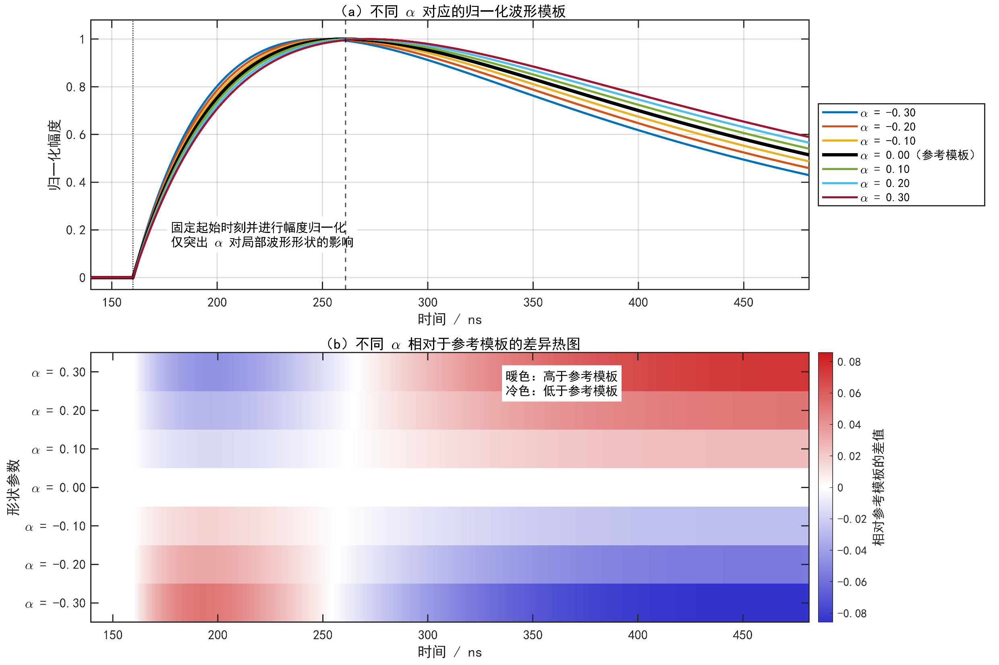 （a）不同 α 对应的归一化波形模板
1
0.8
0.6
0.4
0.2
0
归一化幅度
固定起始时刻并进行幅度归一化
仅突出 α 对局部波形形状的影响
150 200 250 300 350 400 450
时间 / ns
α = -0.30
α = -0.20
α = -0.10
α = 0.00（参考模板）
α = 0.10
α = 0.20
α = 0.30
（b）不同 α 相对于参考模板的差异热图
α = 0.30
α = 0.20
α = 0.10
α = 0.00
α = -0.10
α = -0.20
α = -0.30
形状参数
暖色：高于参考模板
冷色：低于参考模板
150 200 250 300 350 400 450
时间 / ns
0.08
0.06
0.04
0.02
0
-0.02
-0.04
-0.06
-0.08
相对参考模板的差值